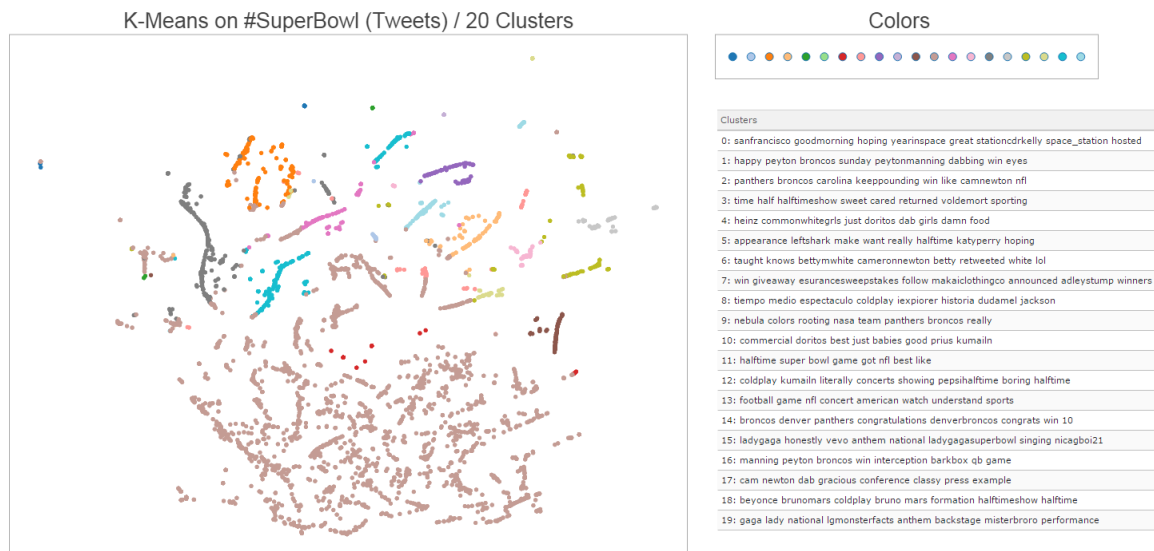 K-Means on #SuperBowl (Tweets) / 20 Clusters
Colors
Clusters
0: sanfrancisco goodmorning hoping yearinspace great stationcdrkelly space_station hosted
1: happy peyton broncos sunday peytonmanning dabbing win eyes
2: panthers broncos carolina keeppounding win like camnewton nfl
3: time half halftimeshow sweet cared returned voldemort sporting
4: heinz commonwhitegrls just doritos dab girls damn food
5: appearance leftshark make want really halftime katyperry hoping
6: taught knows bettymwhite cameronnewton betty retweeted white lol
7: win giveaway esurancesweepstakes follow makaiclothingco announced adleystump winners
8: tiempo medio espectaculo coldplay iexpiorer historia dudamel jackson
9: nebula colors rooting nasa team panthers broncos really
10: commercial doritos best just babies good prius kumailn
11: halftime super bowl game got nfl best like
12: coldplay kumailn literally concerts showing pepsihalftime boring halftime
13: football game nfl concert american watch understand sports
14: broncos denver panthers congratulations denverbroncos congrats win 10
15: ladygaga honestly vevo anthem national ladygagasuperbowl singing nicagboi21
16: manning peyton broncos win interception barkbox qb game
17: cam newton dab gracious conference classy press example
18: beyonce brunomars coldplay bruno mars formation halftimeshow halftime
19: gaga lady national lgmonsterfacts anthem backstage misterbroro performance